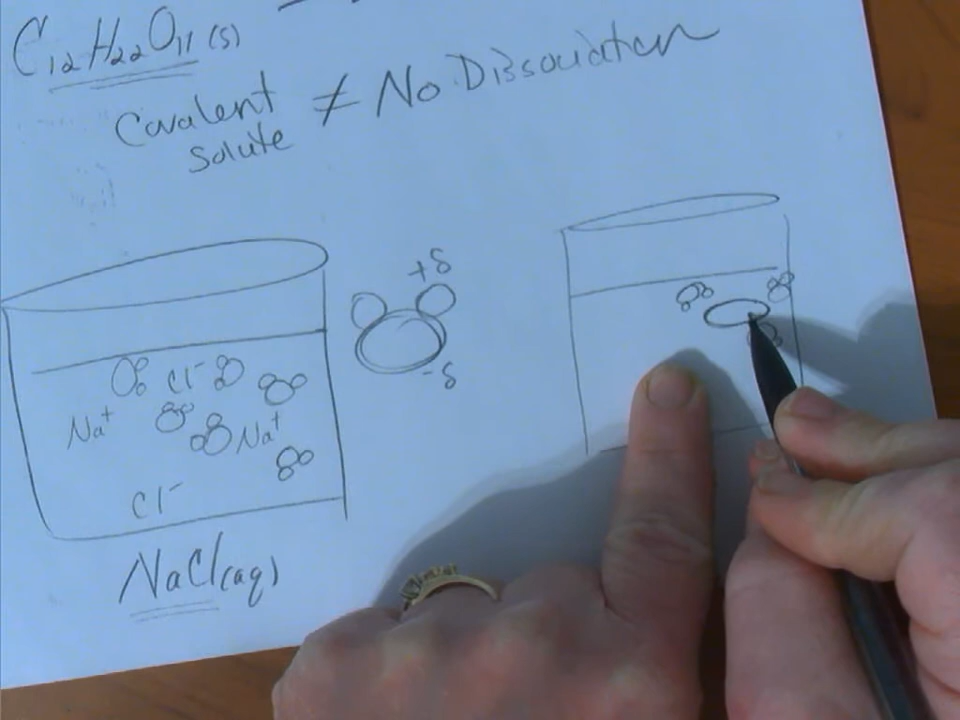 C₁₂H₂₂O₁₁(s)
Covalent solute ≠ No Dissociation
+δ
-δ
Cl⁻
Na⁺
Na⁺
Cl⁻
NaCl(aq)